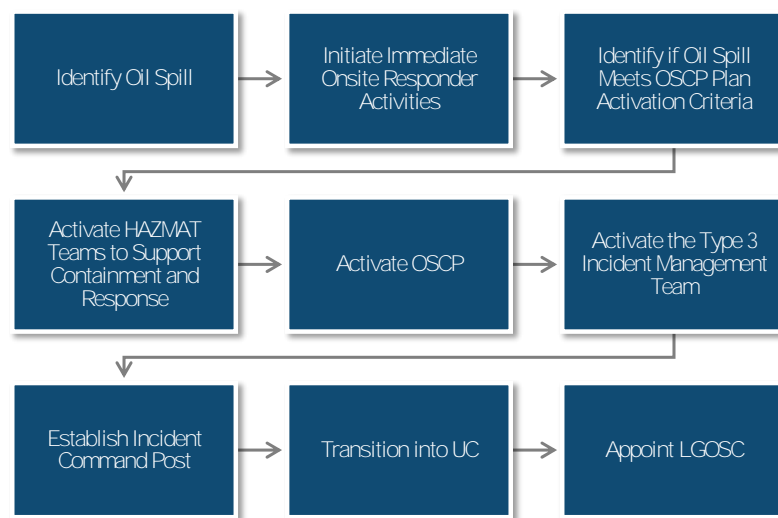 Identify Oil Spill
Initiate Immediate
Onsite Responder
Activities
Identify if Oil Spill
Meets OSCP Plan
Activation Criteria
Activate HAZMAT
Teams to Support
Containment and
Response
Activate OSCP
Activate the Type 3
Incident Management
Team
Establish Incident
Command Post
Transition into UC
Appoint LGOSC